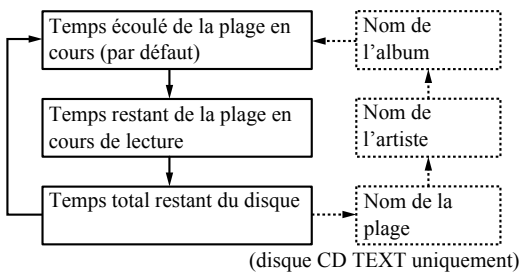 Temps écoulé de la plage en
cours (par défaut)
Temps restant de la plage en
cours de lecture
Temps total restant du disque
Nom de
l’album
Nom de
l’artiste
Nom de la
plage
(disque CD TEXT uniquement)